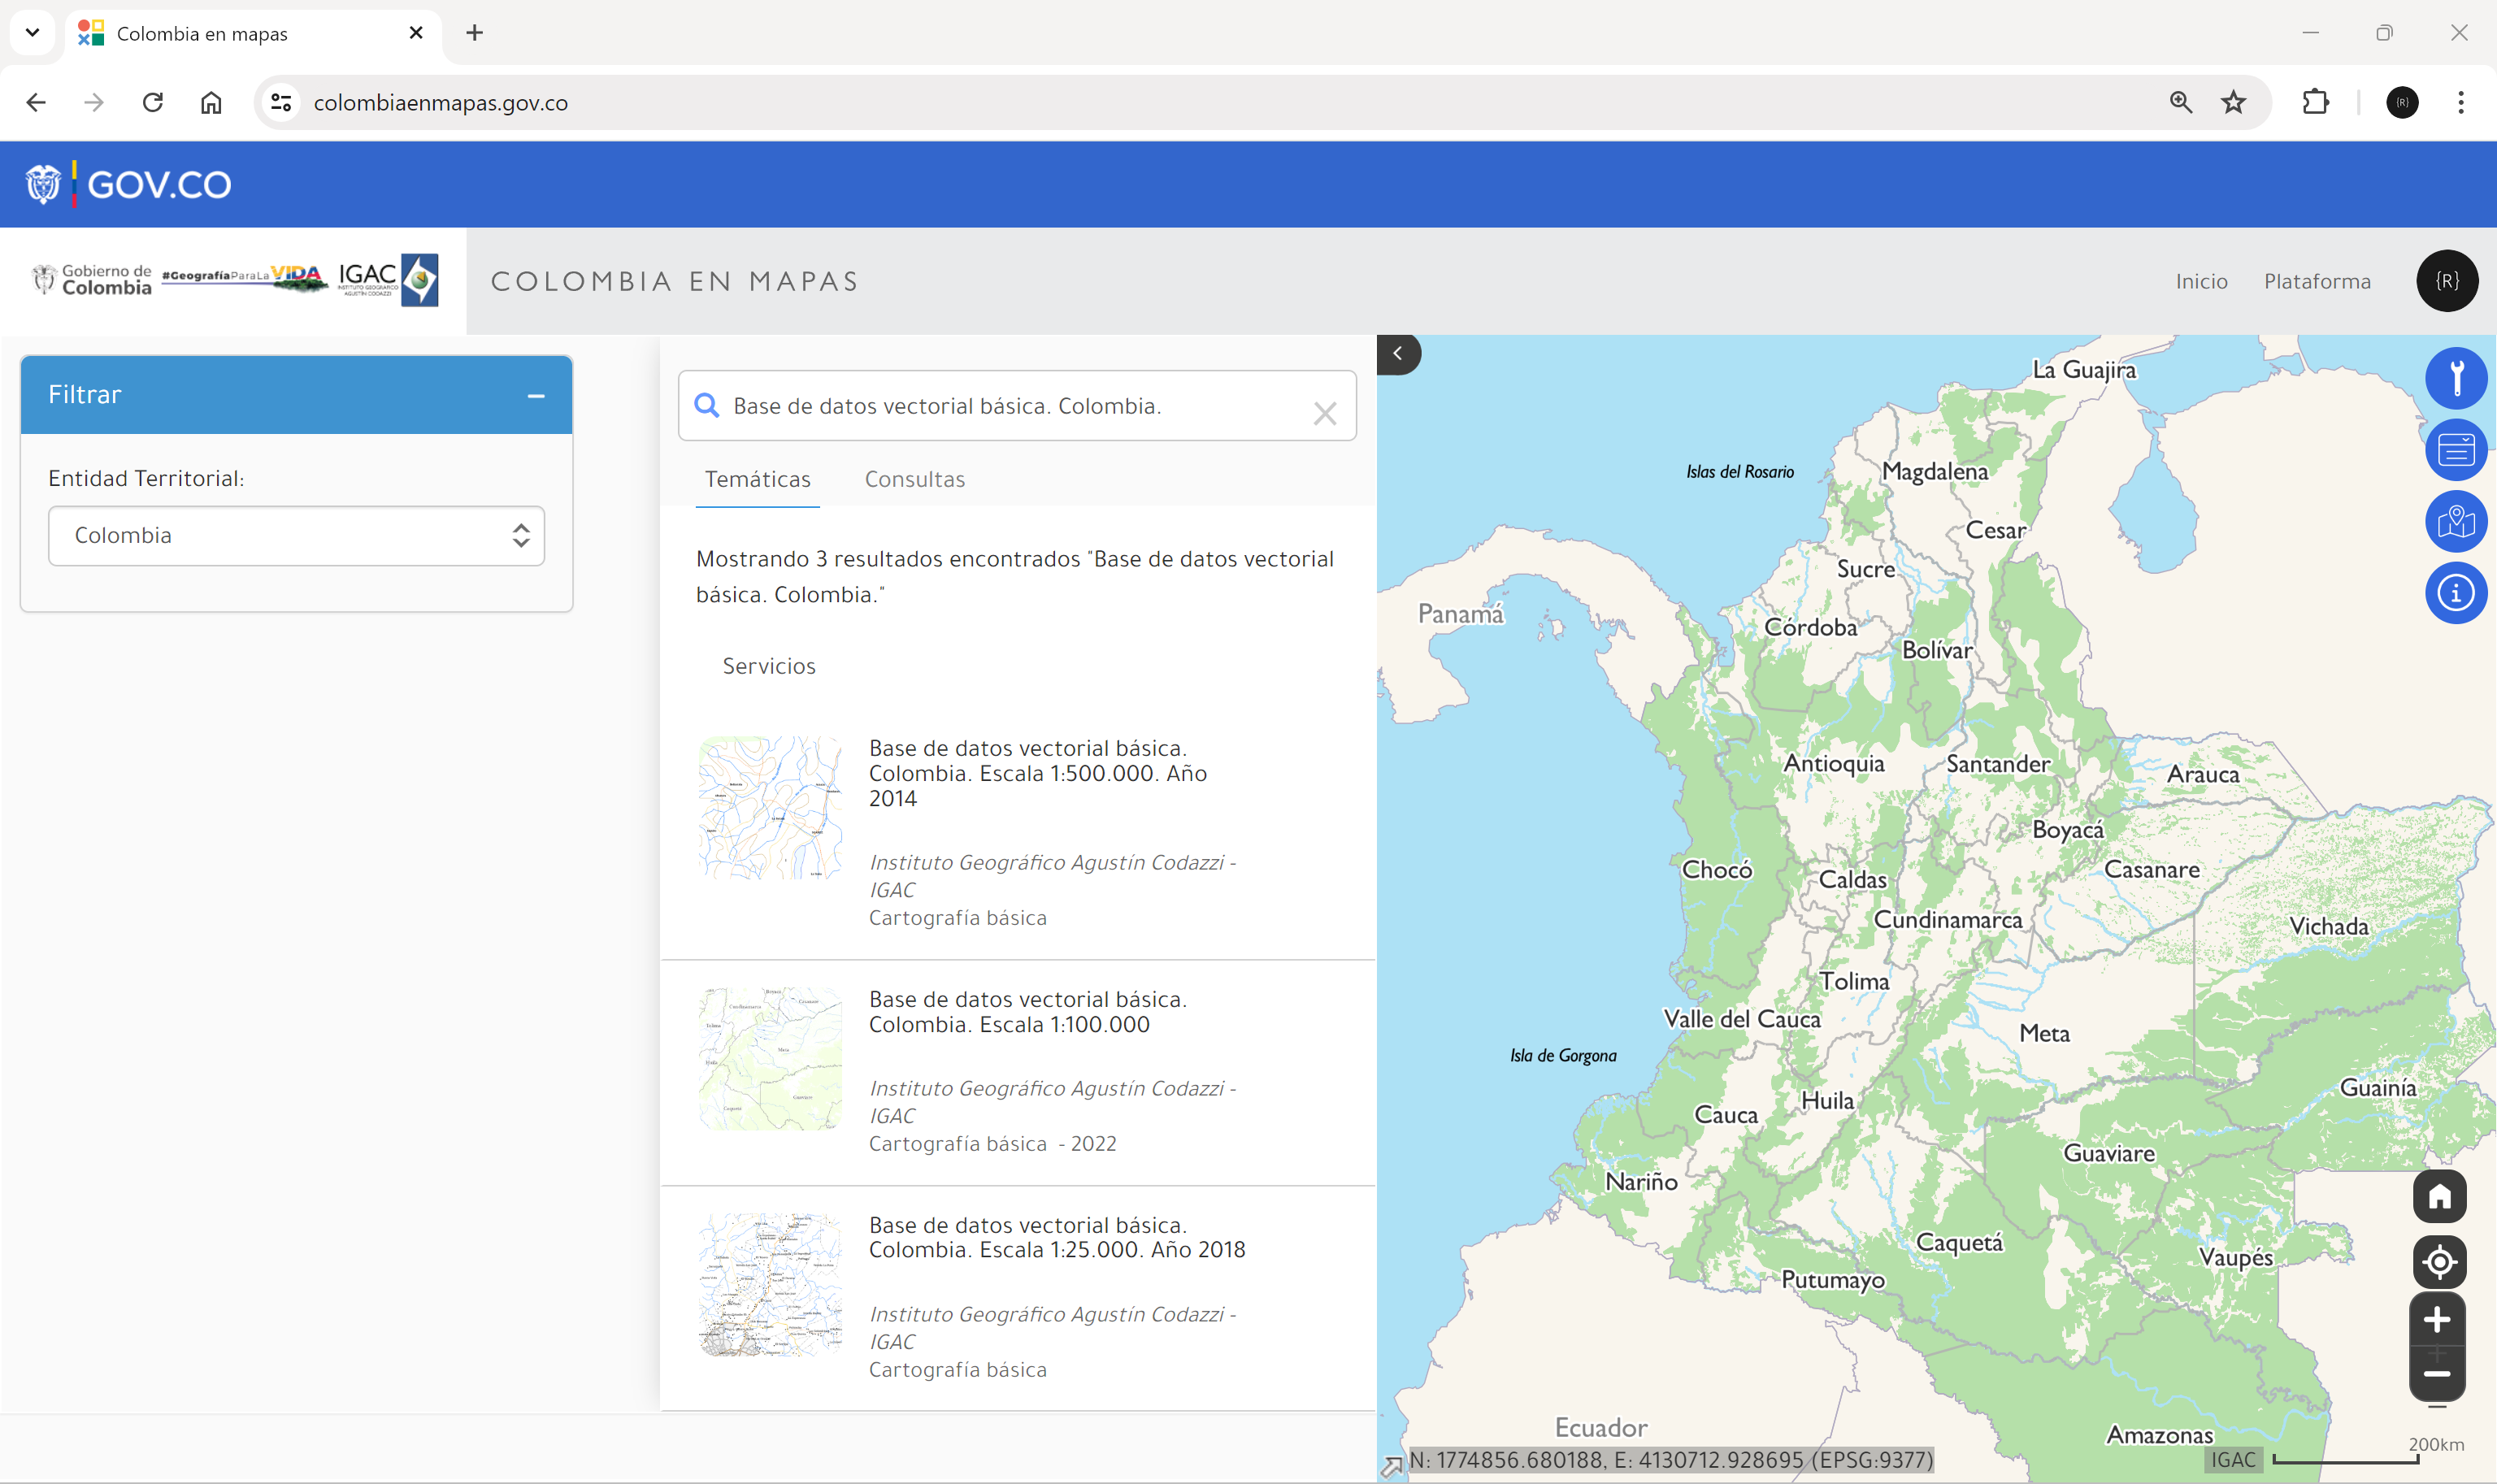 Colombia en mapas
colombiaenmapas.gov.co
{R}
GOV.CO
Gobierno de
Colombia
#GeografíaParaLa VIDA
IGAC
INSTITUTO GEOGRÁFICO
AGUSTÍN CODAZZI
COLOMBIA EN MAPAS
Inicio
Plataforma
{R}
Filtrar
Entidad Territorial:
Colombia
Base de datos vectorial básica. Colombia.
Temáticas
Consultas
Mostrando 3 resultados encontrados "Base de datos vectorial
básica. Colombia."
Servicios
Base de datos vectorial básica.
Colombia. Escala 1:500.000. Año
2014
Instituto Geográfico Agustín Codazzi -
IGAC
Cartografía básica
Base de datos vectorial básica.
Colombia. Escala 1:100.000
Instituto Geográfico Agustín Codazzi -
IGAC
Cartografía básica - 2022
Base de datos vectorial básica.
Colombia. Escala 1:25.000. Año 2018
Instituto Geográfico Agustín Codazzi -
IGAC
Cartografía básica
La Guajira
Islas del Rosario
Magdalena
Cesar
Sucre
Panamá
Córdoba
Bolívar
Antioquia
Santander
Arauca
Boyacá
Chocó
Caldas
Casanare
Cundinamarca
Vichada
Tolima
Valle del Cauca
Meta
Isla de Gorgona
Guainía
Cauca
Huila
Guaviare
Nariño
Caquetá
Vaupés
Putumayo
Ecuador
Amazonas
N: 1774856.680188, E: 4130712.928695 (EPSG:9377)
IGAC
200km